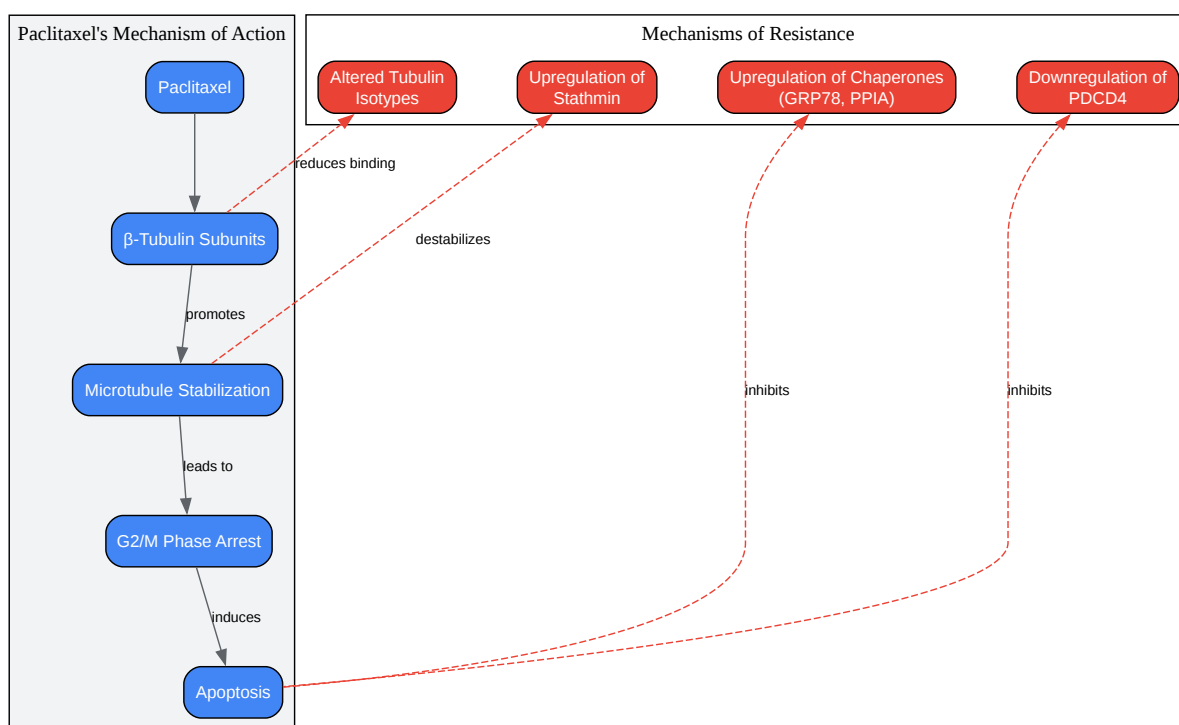 Paclitaxel's Mechanism of Action
Mechanisms of Resistance
Paclitaxel
Altered Tubulin
Isotypes
Upregulation of
Stathmin
Upregulation of Chaperones
(GRP78, PPIA)
Downregulation of
PDCD4
reduces binding
β-Tubulin Subunits
destabilizes
promotes
Microtubule Stabilization
inhibits
inhibits
leads to
G2/M Phase Arrest
induces
Apoptosis